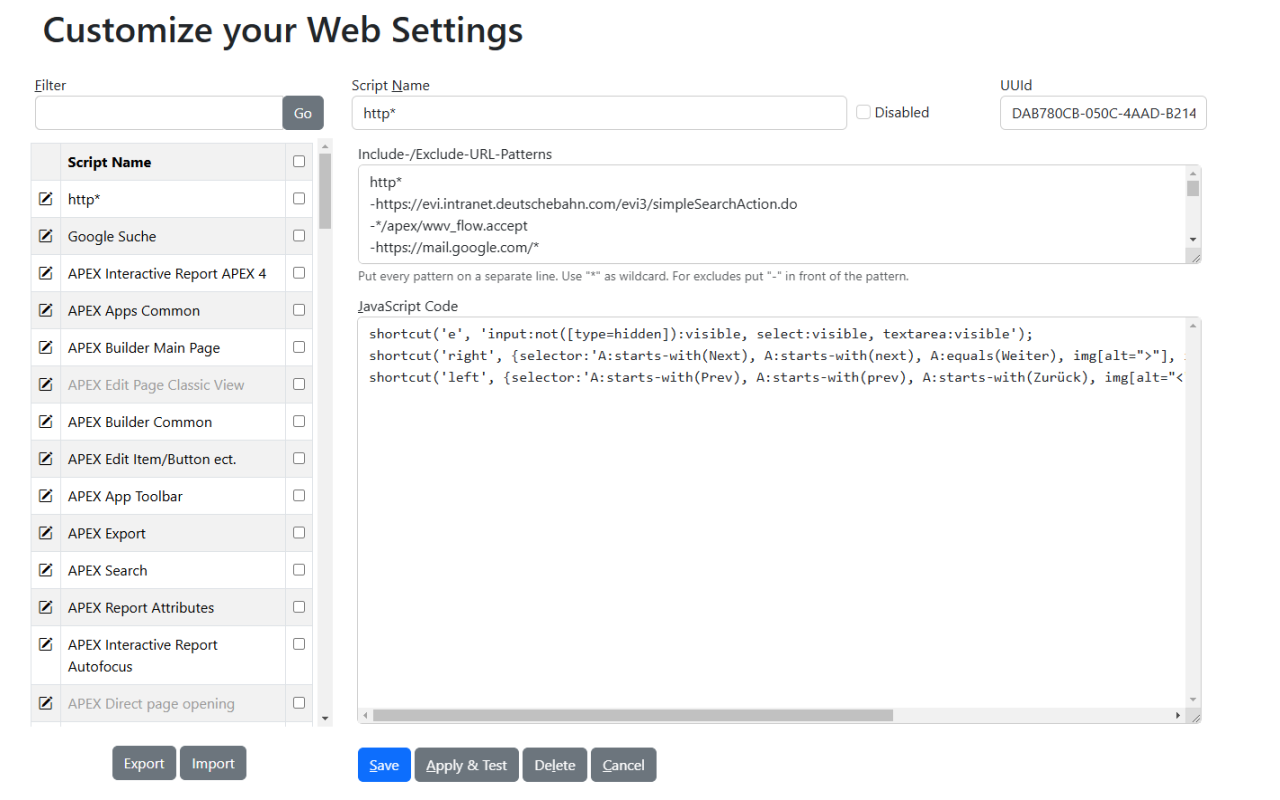 Customize your Web Settings
Filter
Go
Script Name
http*
Google Suche
APEX Interactive Report APEX 4
APEX Apps Common
APEX Builder Main Page
APEX Edit Page Classic View
APEX Builder Common
APEX Edit Item/Button ect.
APEX App Toolbar
APEX Export
APEX Search
APEX Report Attributes
APEX Interactive Report
Autofocus
APEX Direct page opening
Export Import
Script Name
http*
Disabled
UUId
DAB780CB-050C-4AAD-B214
Include-/Exclude-URL-Patterns
http*
-https://evi.intranet.deutschebahn.com/evi3/simpleSearchAction.do
-*/apex/wwv_flow.accept
-https://mail.google.com/*
Put every pattern on a separate line. Use "*" as wildcard. For excludes put "-" in front of the pattern.
JavaScript Code
shortcut('e', 'input:not([type=hidden]):visible, select:visible, textarea:visible');
shortcut('right', {selector:'A:starts-with(Next), A:starts-with(next), A:equals(Weiter), img[alt=">"],
shortcut('left', {selector:'A:starts-with(Prev), A:starts-with(prev), A:starts-with(Zurück), img[alt="<
Save Apply & Test Delete Cancel